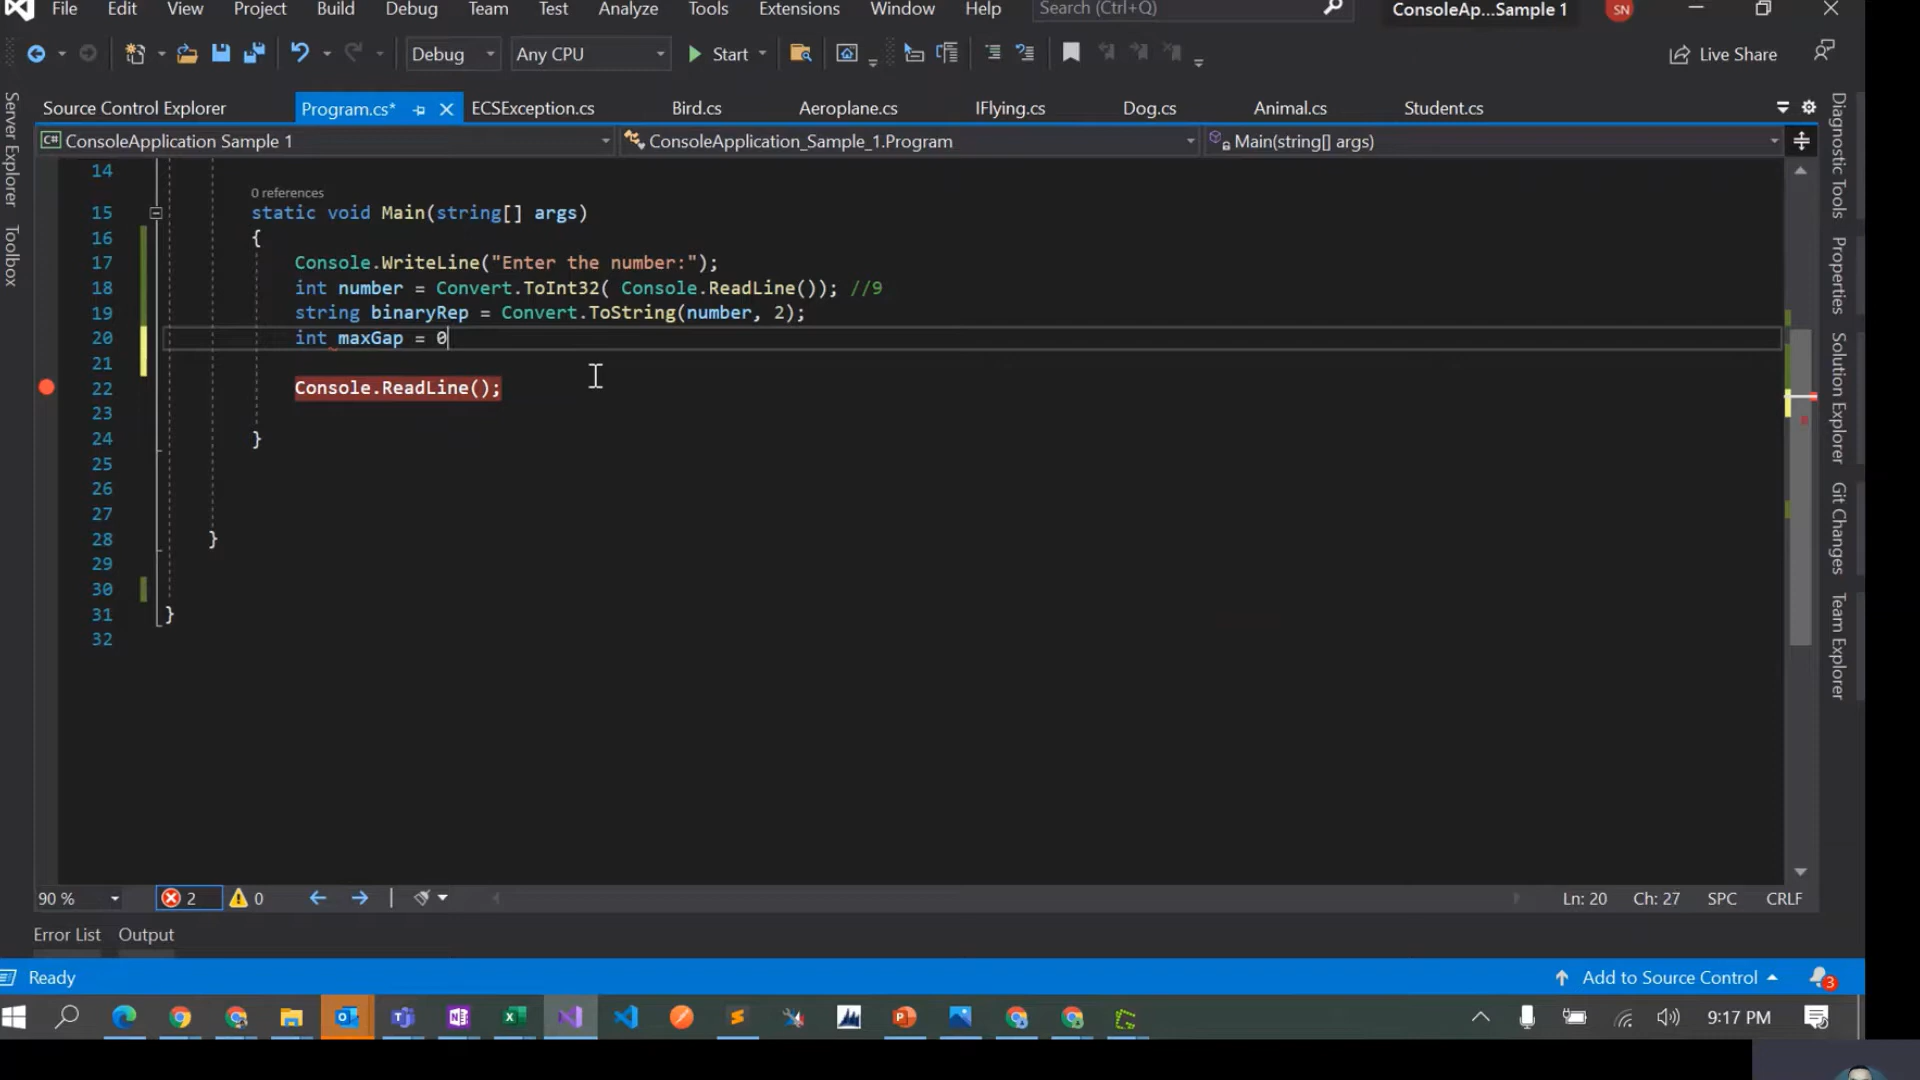 File Edit View Project Build Debug Team Test Analyze Tools Extensions Window Help Search (Ctrl+Q) ConsoleAp...Sample 1 SN
Debug Any CPU Start Live Share
Source Control Explorer Program.cs* ECSException.cs Bird.cs Aeroplane.cs IFlying.cs Dog.cs Animal.cs Student.cs
C# ConsoleApplication Sample 1 ConsoleApplication_Sample_1.Program Main(string[] args)
Server Explorer
Toolbox
14
0 references
15 static void Main(string[] args)
16 {
17 Console.WriteLine("Enter the number:");
18 int number = Convert.ToInt32( Console.ReadLine()); //9
19 string binaryRep = Convert.ToString(number, 2);
20 int maxGap = 0
21
22 Console.ReadLine();
23
24 }
25
26
27
28 }
29
30
31 }
32
Diagnostic Tools
Properties
Solution Explorer
Git Changes
Team Explorer
90 % 2 0 Ln: 20 Ch: 27 SPC CRLF
Error List Output
Ready Add to Source Control 3
9:17 PM